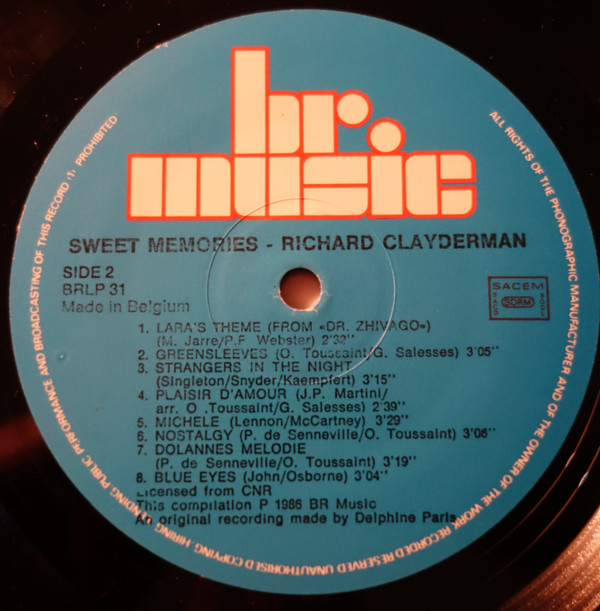 br.
music
SWEET MEMORIES - RICHARD CLAYDERMAN
SIDE 2
BRLP 31
Made in Belgium
SACEM
SDRM
1. LARA'S THEME (FROM «DR. ZHIVAGO»)
(M. Jarre/P.F. Webster) 2'33''
2. GREENSLEEVES (O. Toussaint/G. Salesses) 3'05''
3. STRANGERS IN THE NIGHT
(Singleton/Snyder/Kaempfert) 3'15''
4. PLAISIR D'AMOUR (J.P. Martini/
arr. O .Toussaint/G. Salesses) 2'39''
5. MICHELE (Lennon/McCartney) 3'29''
6. NOSTALGY (P. de Senneville/O. Toussaint) 3'06''
7. DOLANNES MELODIE
(P. de Senneville/O. Toussaint) 3'19''
8. BLUE EYES (John/Osborne) 3'04''
Licensed from CNR
This compilation P 1986 BR Music
An original recording made by Delphine Paris
ALL RIGHTS OF THE PHONOGRAPHIC MANUFACTURER AND OF THE OWNER OF THE WORK RECORDED RESERVED UNAUTHORISED COPYING: HIRING: LENDING PUBLIC PERFORMANCE AND BROADCASTING OF THIS RECORD :1: PROHIBITED